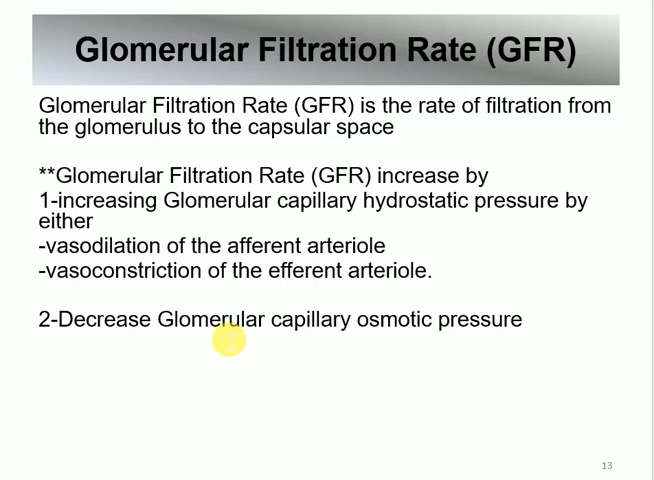 Glomerular Filtration Rate (GFR)
Glomerular Filtration Rate (GFR) is the rate of filtration from
the glomerulus to the capsular space
**Glomerular Filtration Rate (GFR) increase by
1-increasing Glomerular capillary hydrostatic pressure by
either
-vasodilation of the afferent arteriole
-vasoconstriction of the efferent arteriole.
2-Decrease Glomerular capillary osmotic pressure
13